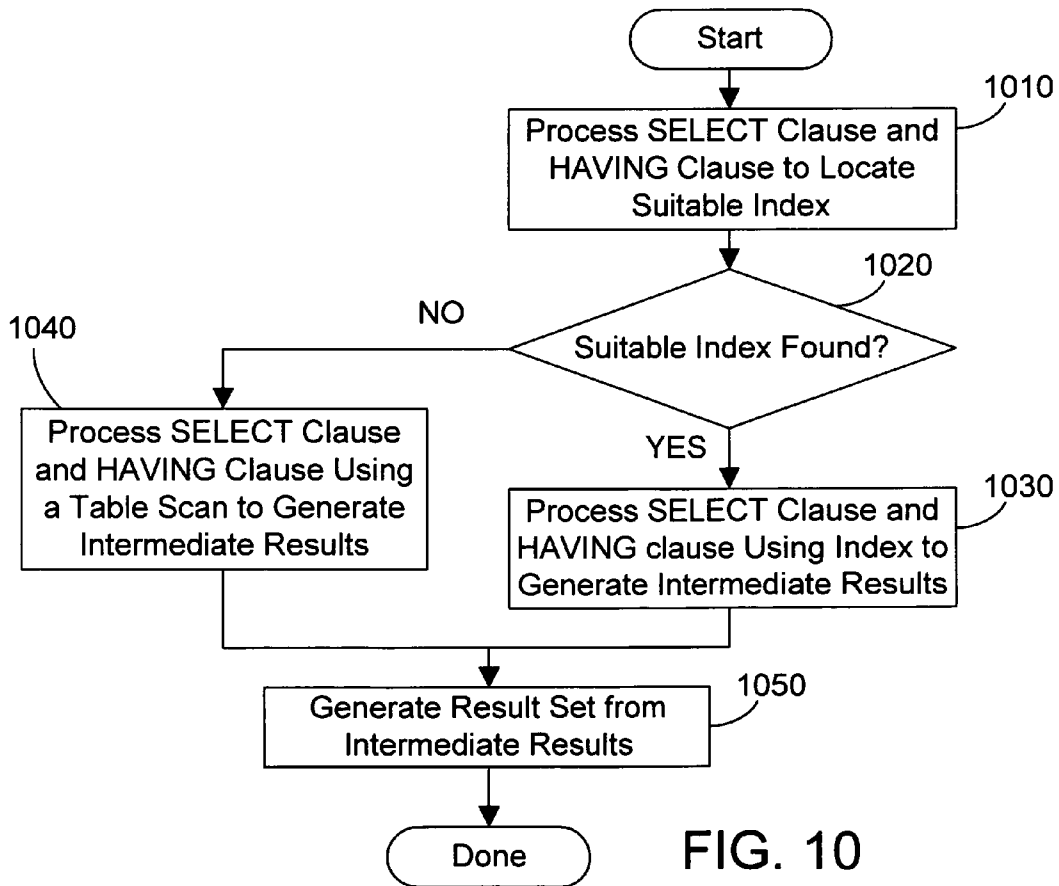 Start
1010
Process SELECT Clause and
HAVING Clause to Locate
Suitable Index
1020
Suitable Index Found?
NO
YES
1040
Process SELECT Clause
and HAVING Clause Using
a Table Scan to Generate
Intermediate Results
1030
Process SELECT Clause and
HAVING clause Using Index to
Generate Intermediate Results
1050
Generate Result Set from
Intermediate Results
Done
FIG. 10